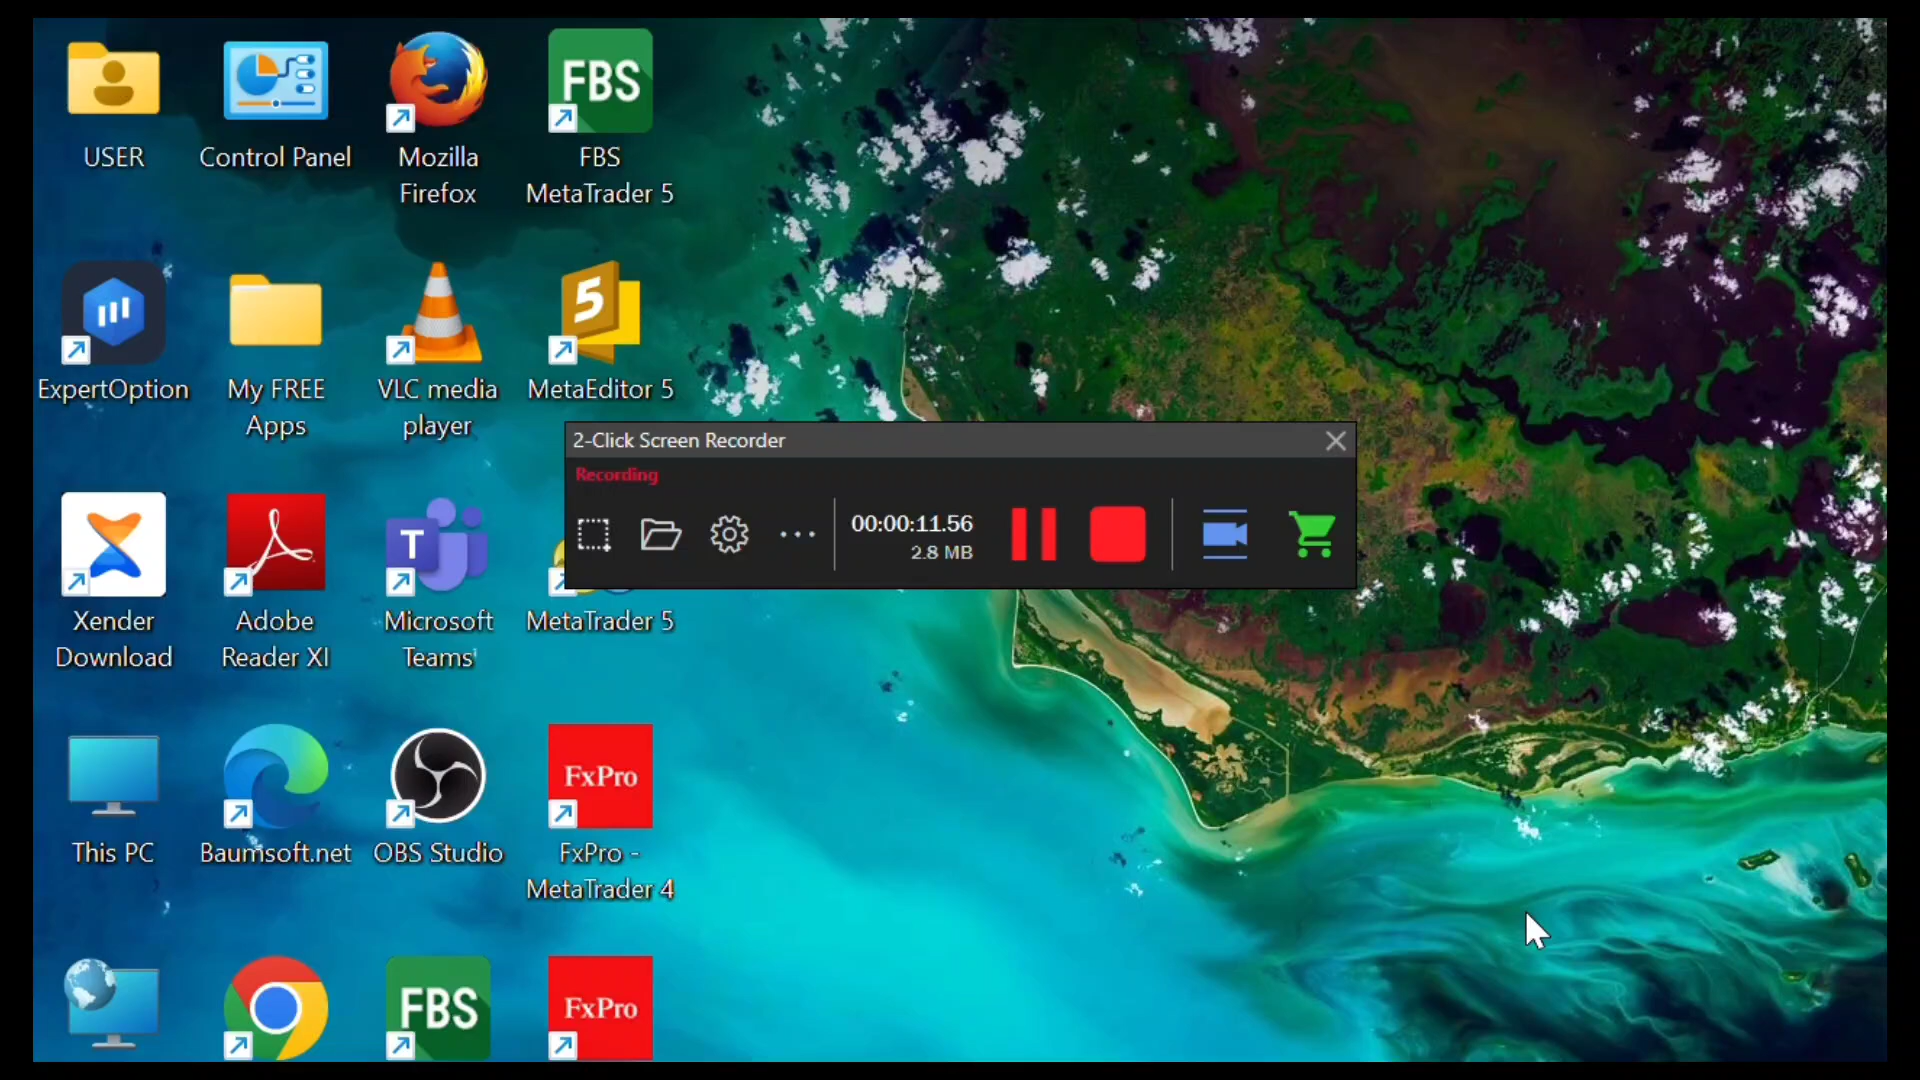 USER
Control Panel
Mozilla
Firefox
FBS
FBS
MetaTrader 5
ExpertOption
My FREE
Apps
VLC media
player
5
MetaEditor 5
2-Click Screen Recorder
Recording
00:00:11.56
2.8 MB
Xender
Download
Adobe
Reader XI
T
Microsoft
Teams
MetaTrader 5
This PC
Baumsoft.net
OBS Studio
FxPro
FxPro -
MetaTrader 4
FBS
FxPro